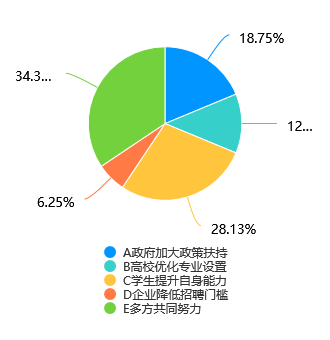 18.75%
34.3...
12...
6.25%
28.13%
A政府加大政策扶持
B高校优化专业设置
C学生提升自身能力
D企业降低招聘门槛
E多方共同努力